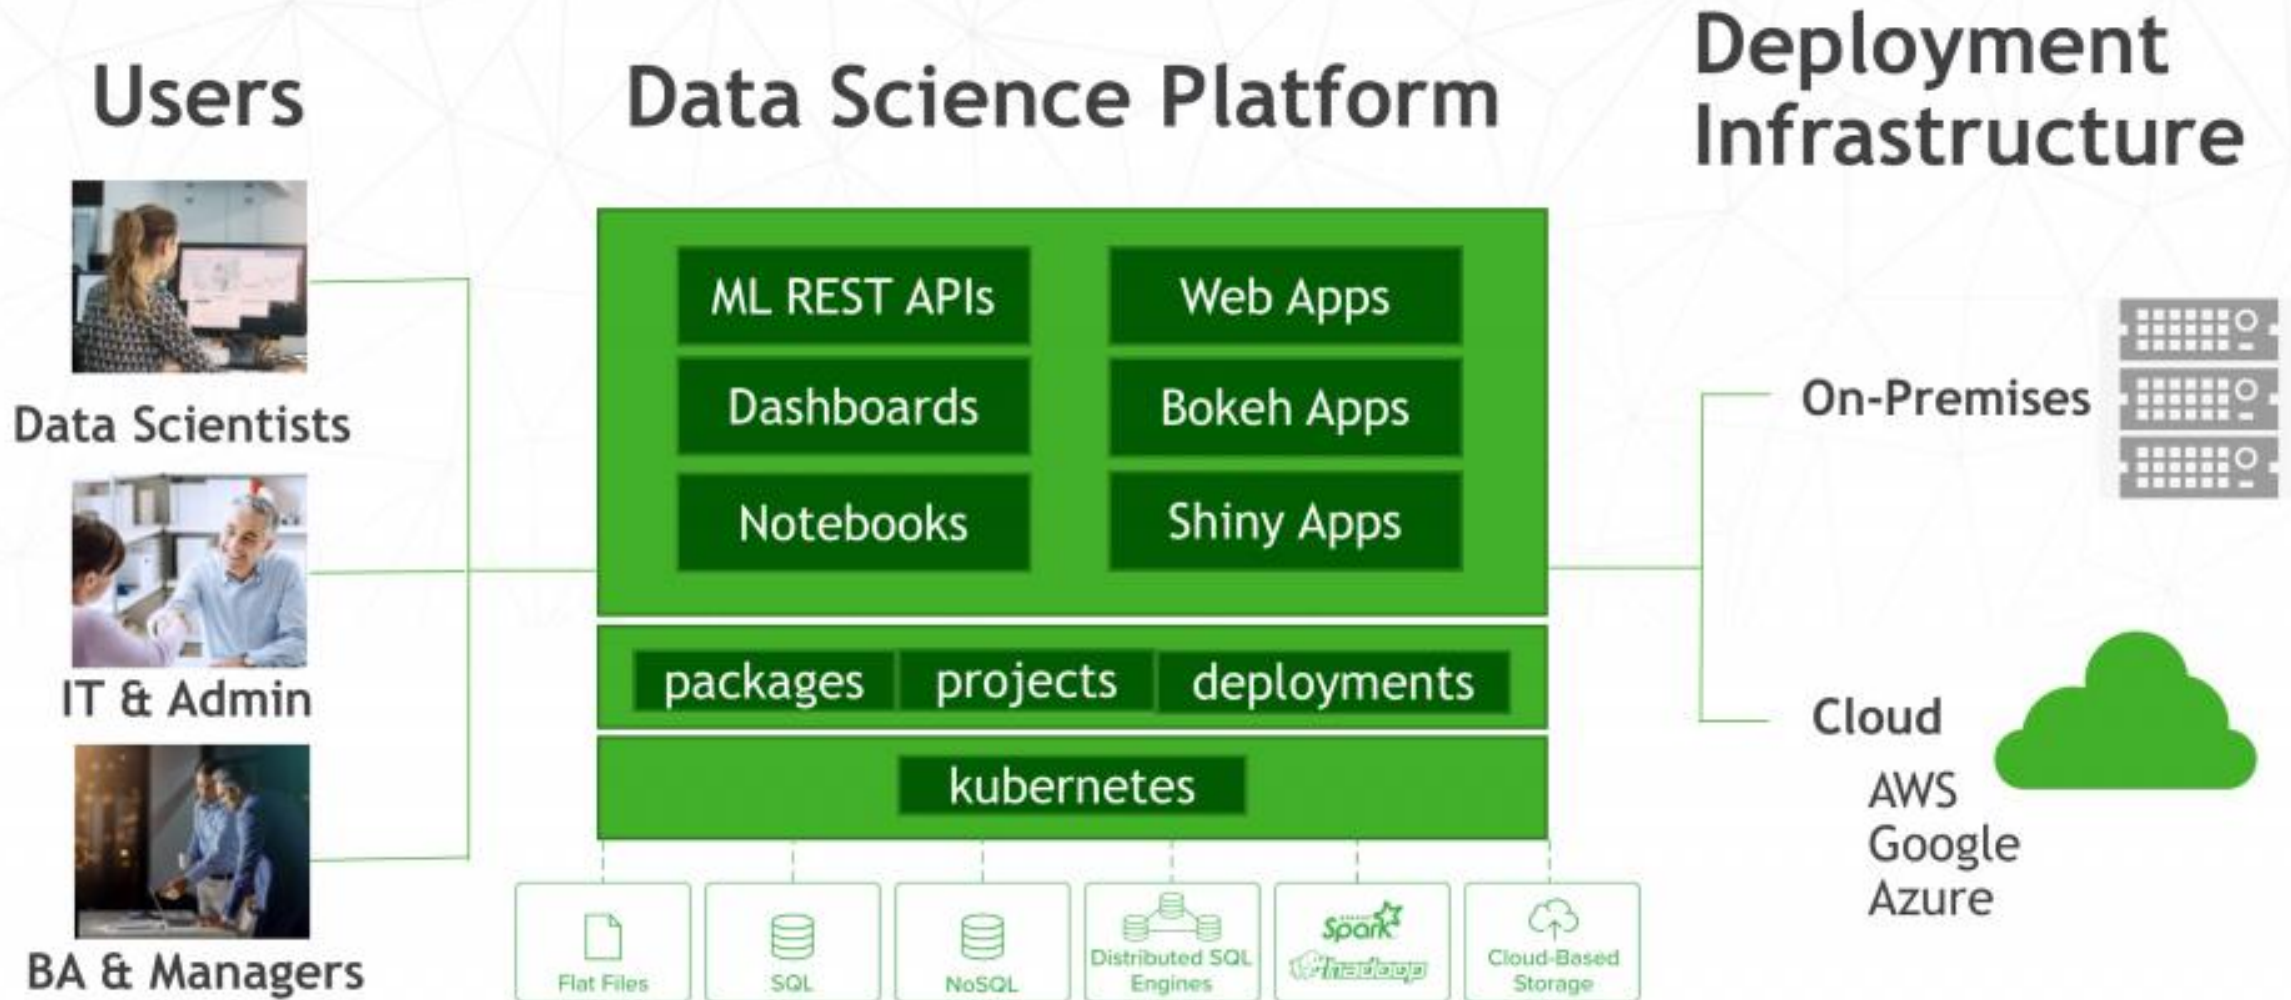 Users
Data Science Platform
Deployment
Infrastructure
Data Scientists
IT & Admin
BA & Managers
ML REST APIs
Web Apps
Dashboards
Bokeh Apps
Notebooks
Shiny Apps
packages
projects
deployments
kubernetes
Flat Files
SQL
NoSQL
Distributed SQL
Engines
Spark
hadoop
Cloud-Based
Storage
On-Premises
Cloud
AWS
Google
Azure